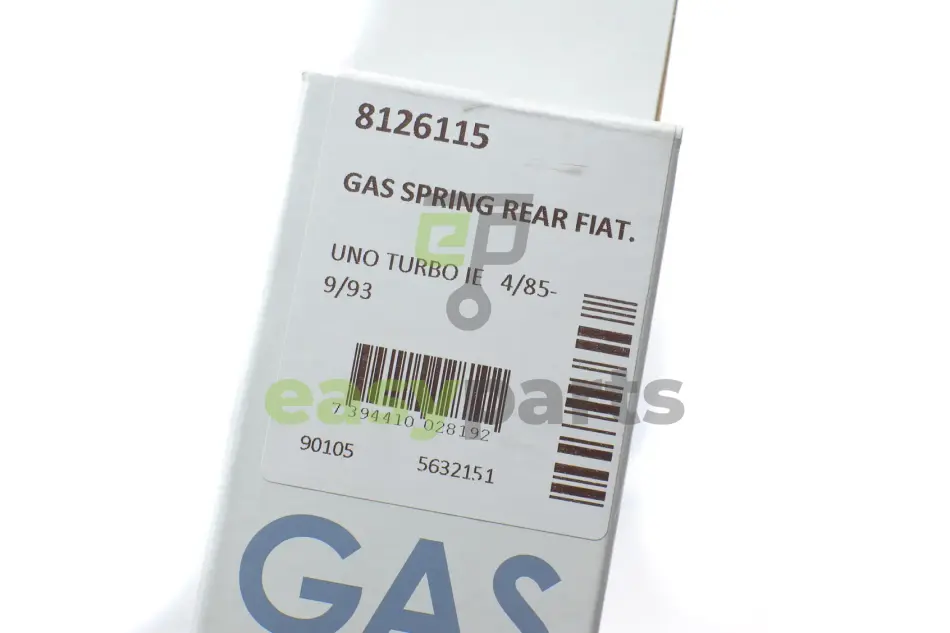 8126115
GAS SPRING REAR FIAT.
UNO TURBO IE 4/85-
9/93
7 394410 028192
90105 5632151
GAS
ep
easyparts